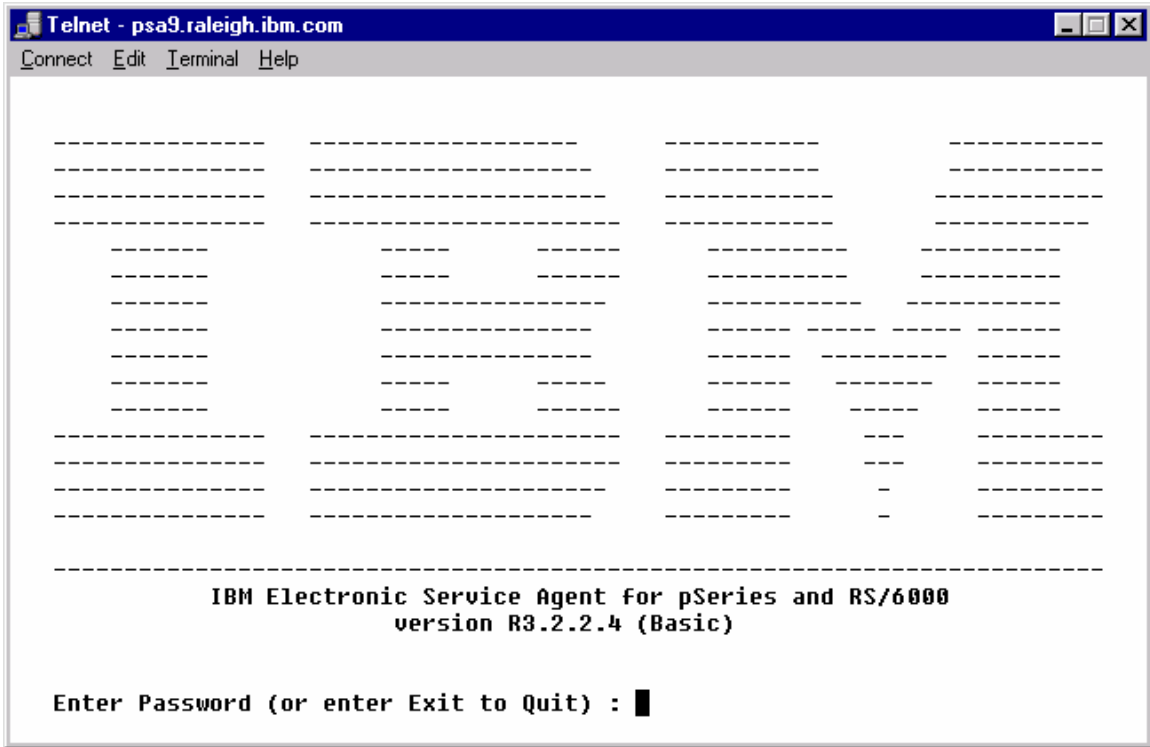 Telnet - psa9.raleigh.ibm.com
Connect Edit Terminal Help
IBM
IBM Electronic Service Agent for pSeries and RS/6000
version R3.2.2.4 (Basic)
Enter Password (or enter Exit to Quit) :